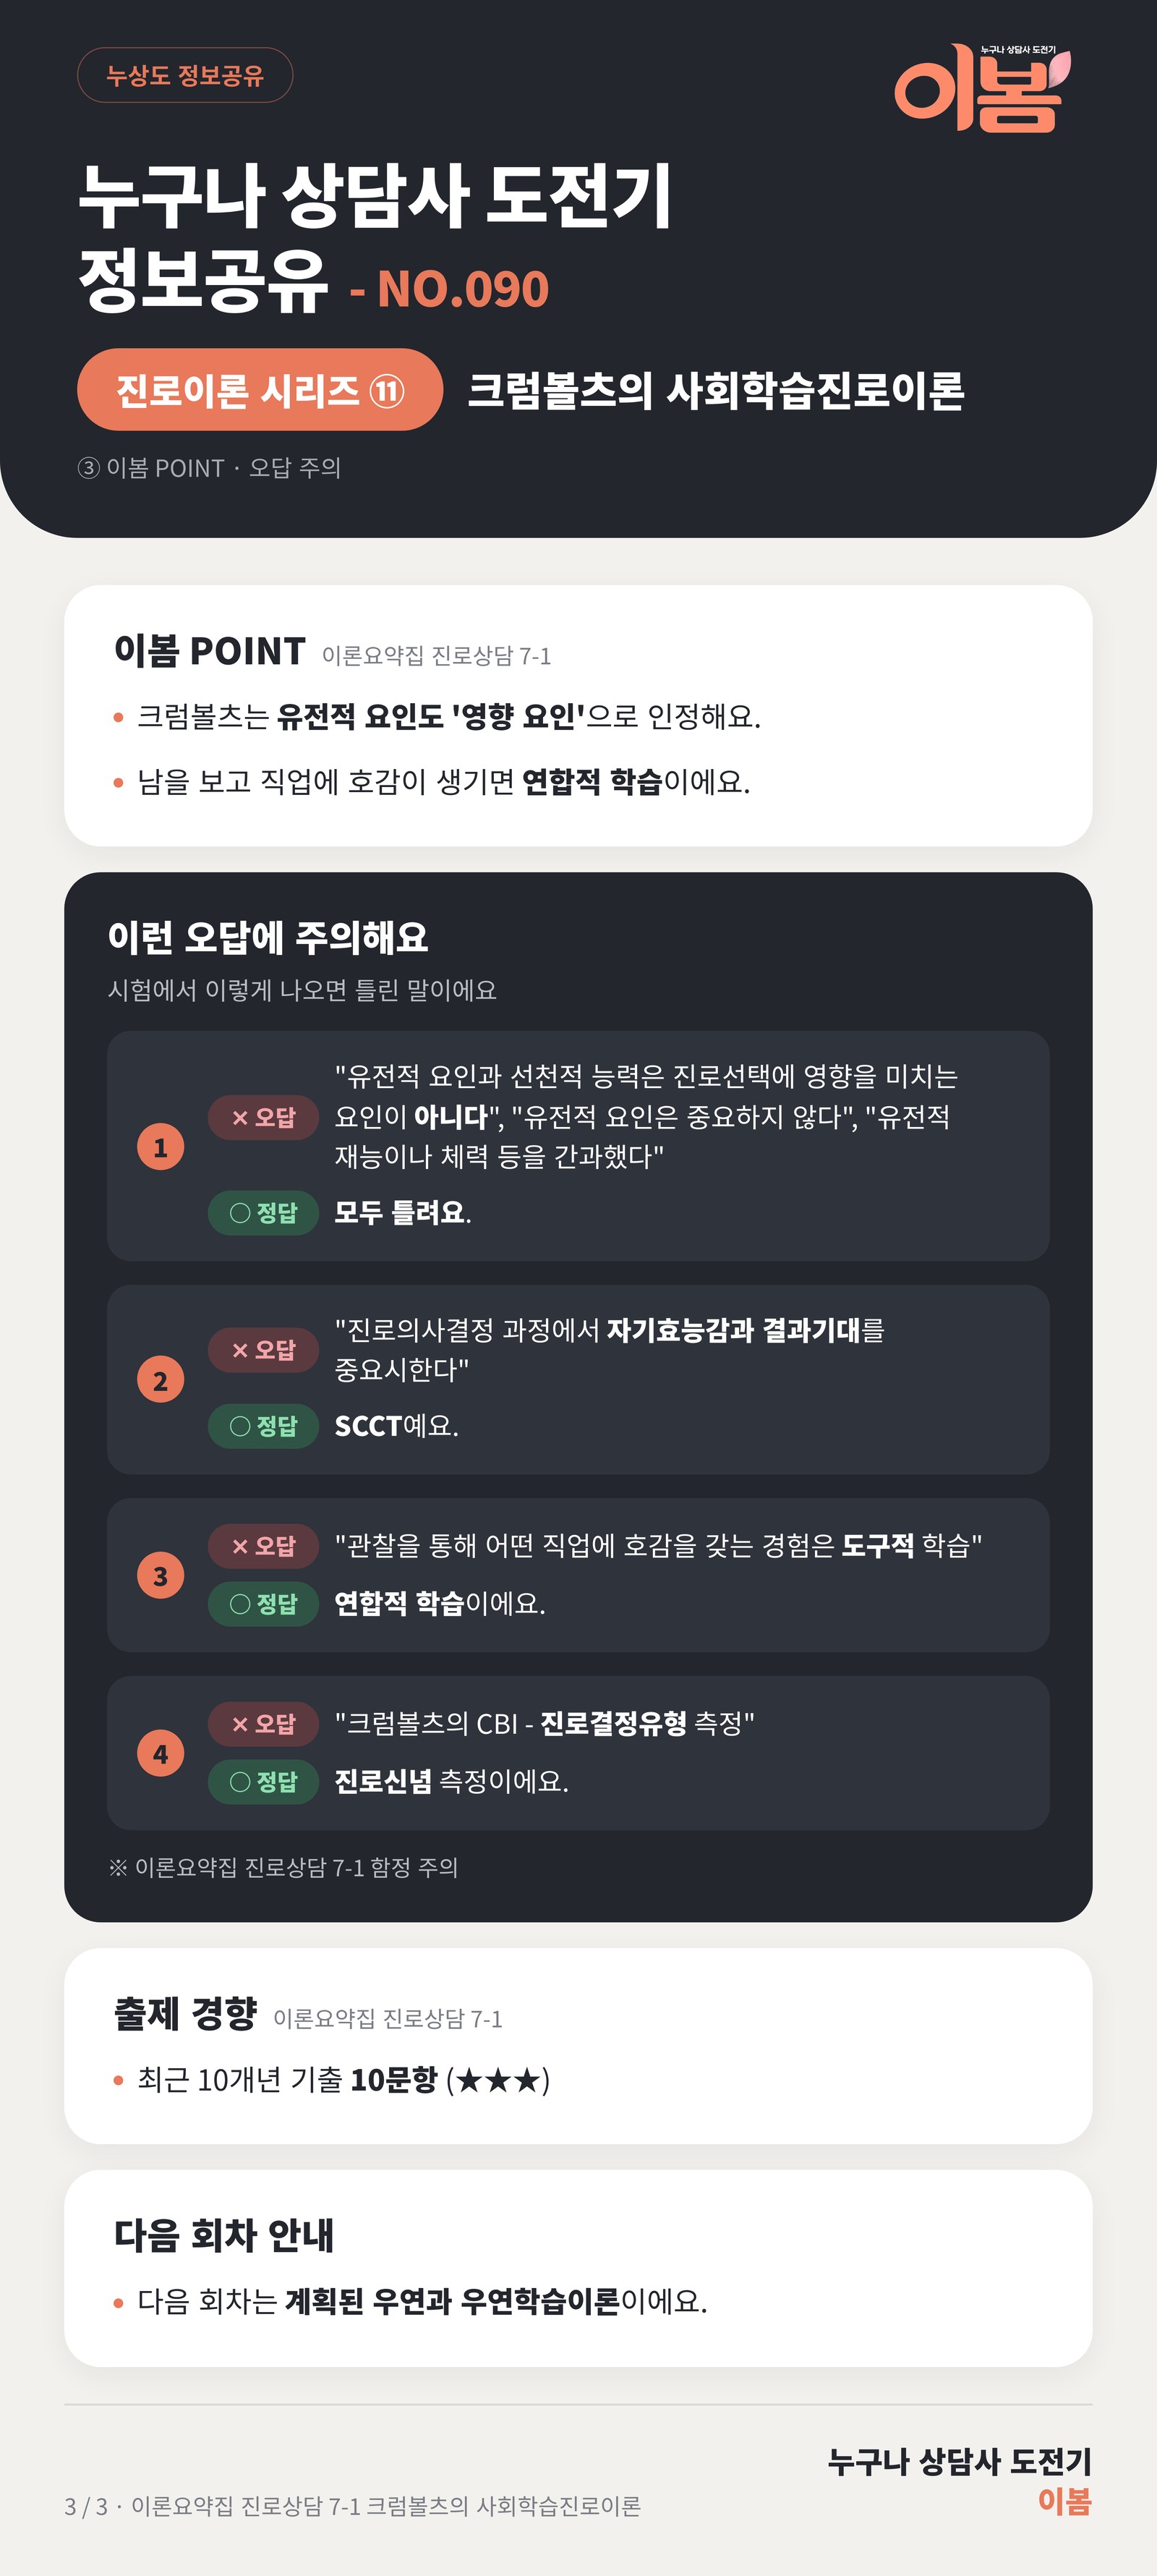 누상도 정보공유
누구나 상담사 도전기
이봄
누구나 상담사 도전기
정보공유 - NO.090
진로이론 시리즈 ⑪ 크럼볼츠의 사회학습진로이론
③ 이봄 POINT · 오답 주의
이봄 POINT 이론요약집 진로상담 7-1
• 크럼볼츠는 유전적 요인도 '영향 요인'으로 인정해요.
• 남을 보고 직업에 호감이 생기면 연합적 학습이에요.
이런 오답에 주의해요
시험에서 이렇게 나오면 틀린 말이에요
1
✕ 오답 "유전적 요인과 선천적 능력은 진로선택에 영향을 미치는
요인이 아니다", "유전적 요인은 중요하지 않다", "유전적
재능이나 체력 등을 간과했다"
○ 정답 모두 틀려요.
2
✕ 오답 "진로의사결정 과정에서 자기효능감과 결과기대를
중요시한다"
○ 정답 SCCT예요.
3
✕ 오답 "관찰을 통해 어떤 직업에 호감을 갖는 경험은 도구적 학습"
○ 정답 연합적 학습이에요.
4
✕ 오답 "크럼볼츠의 CBI - 진로결정유형 측정"
○ 정답 진로신념 측정이에요.
※ 이론요약집 진로상담 7-1 함정 주의
출제 경향 이론요약집 진로상담 7-1
• 최근 10개년 기출 10문항 (★★★)
다음 회차 안내
• 다음 회차는 계획된 우연과 우연학습이론이에요.
누구나 상담사 도전기
3 / 3 · 이론요약집 진로상담 7-1 크럼볼츠의 사회학습진로이론
이봄